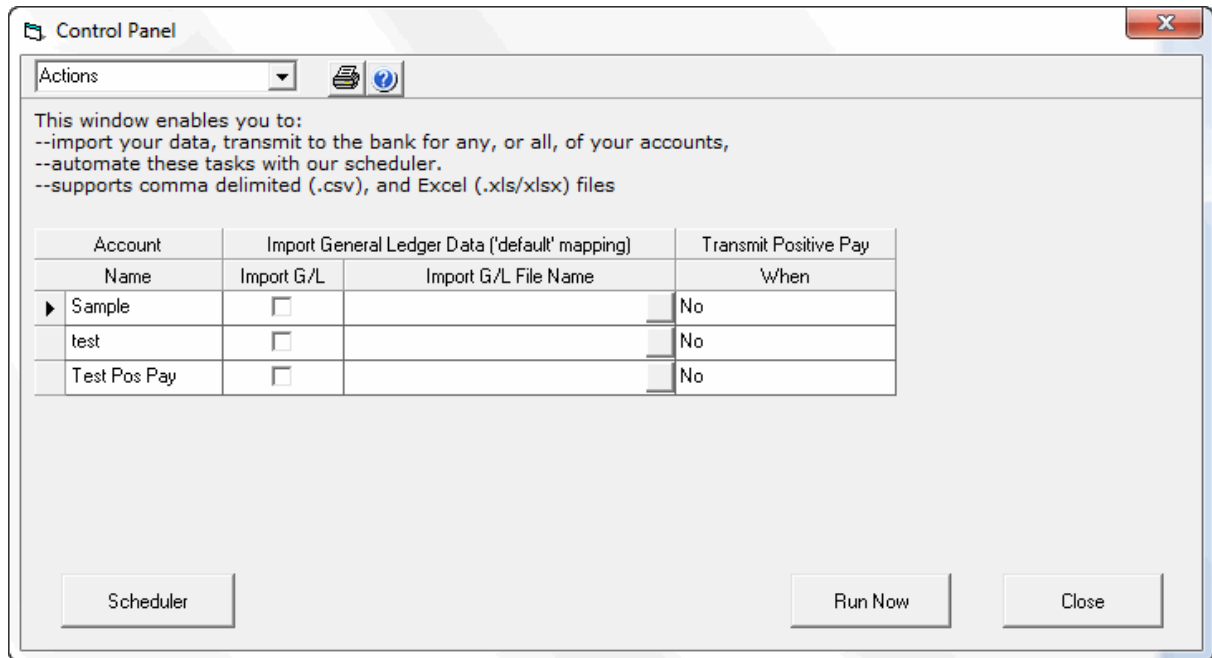 Control Panel
Actions
This window enables you to:
--import your data, transmit to the bank for any, or all, of your accounts,
--automate these tasks with our scheduler.
--supports comma delimited (.csv), and Excel (.xls/xlsx) files
Account Import General Ledger Data ('default' mapping) Transmit Positive Pay
Name Import G/L Import G/L File Name When
Sample No
test No
Test Pos Pay No
Scheduler Run Now Close